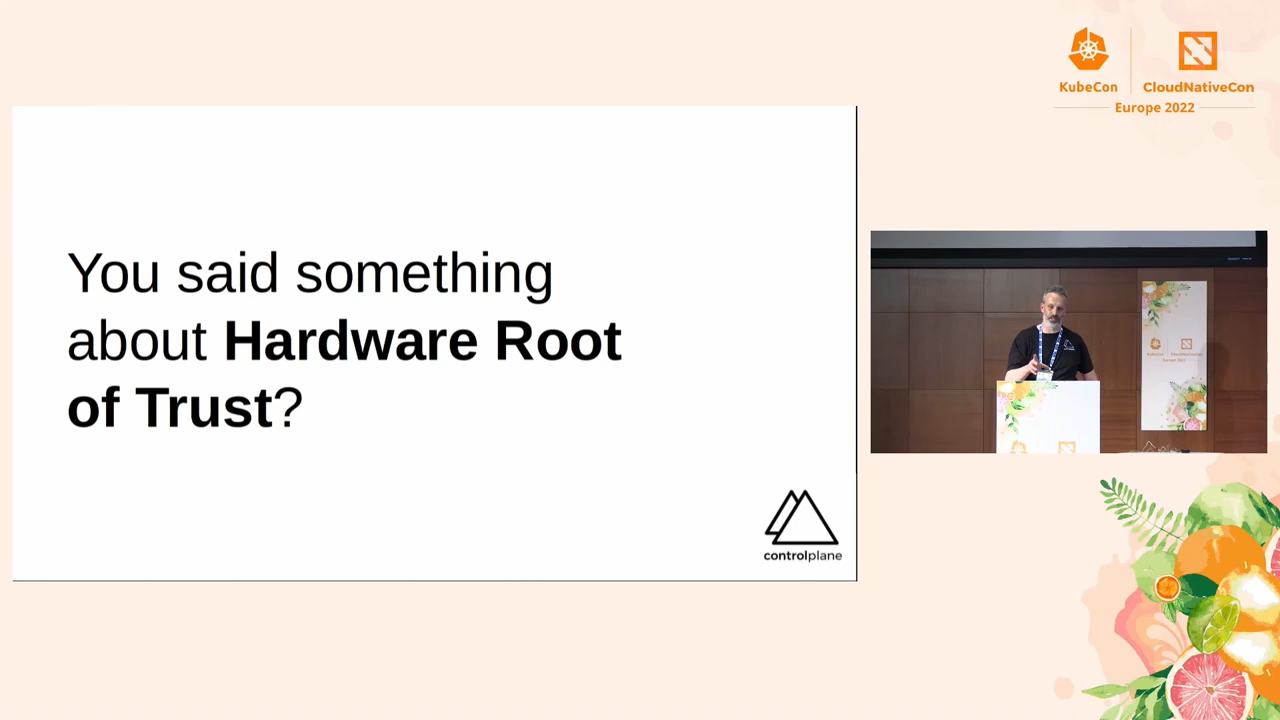 KubeCon
CloudNativeCon
Europe 2022
You said something
about Hardware Root
of Trust?
controlplane